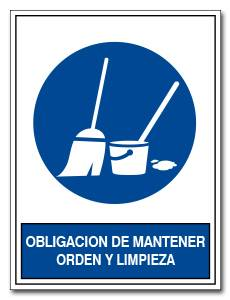 OBLIGACION DE MANTENER
ORDEN Y LIMPIEZA